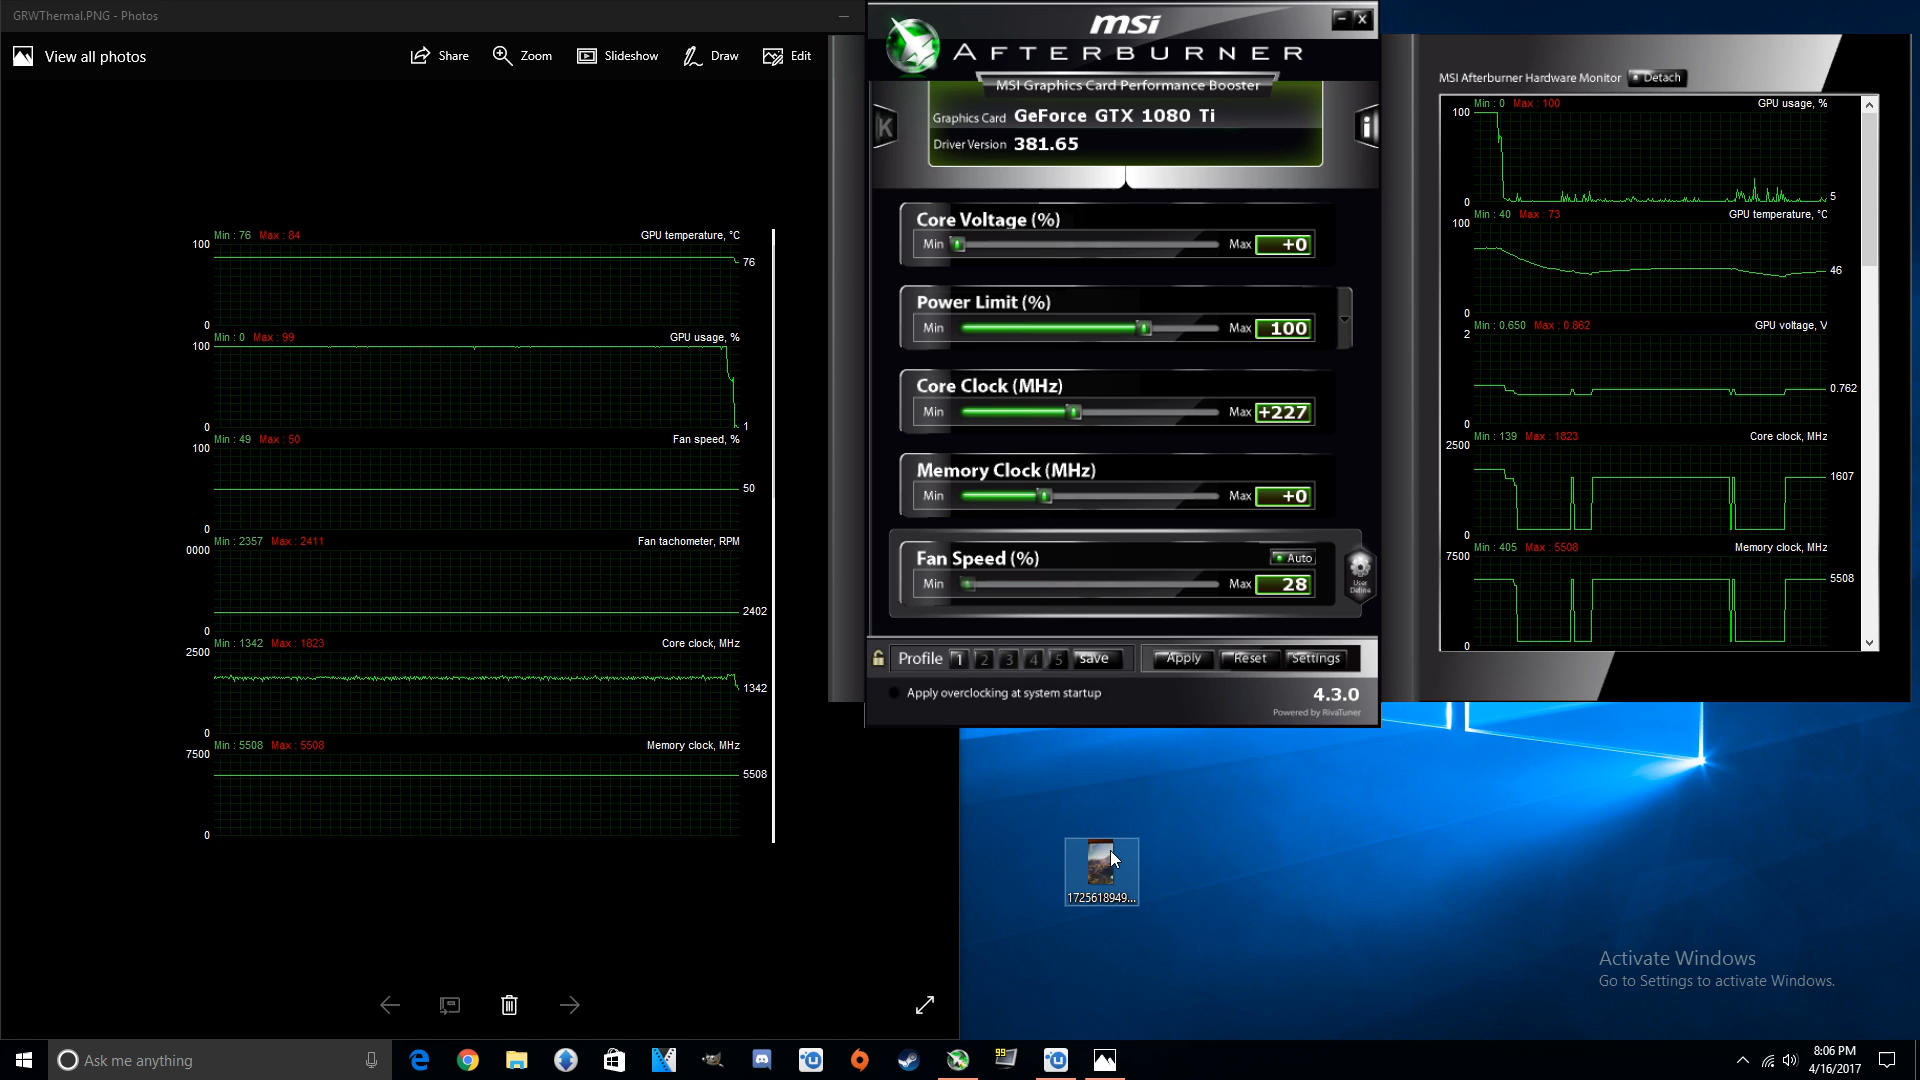 GRWThermal.PNG - Photos
View all photos
Share
Zoom
Slideshow
Draw
Edit
Min : 76 Max : 84 GPU temperature, °C
100
76
0
Min : 0 Max : 99 GPU usage, %
100
1
0
Min : 49 Max : 50 Fan speed, %
100
50
0
Min : 2357 Max : 2411 Fan tachometer, RPM
0000
2402
0
Min : 1342 Max : 1823 Core clock, MHz
2500
1342
0
Min : 5508 Max : 5508 Memory clock, MHz
7500
5508
0
msi
AFTERBURNER
MSI Graphics Card Performance Booster
K
i
Graphics Card GeForce GTX 1080 Ti
Driver Version 381.65
Core Voltage (%)
Min Max +0
Power Limit (%)
Min Max 100
Core Clock (MHz)
Min Max +227
Memory Clock (MHz)
Min Max +0
Fan Speed (%) Auto
Min Max 28
User Define
Profile 1 2 3 4 5 save Apply Reset Settings
Apply overclocking at system startup 4.3.0
Powered by RivaTuner
MSI Afterburner Hardware Monitor Detach
Min : 0 Max : 100 GPU usage, %
100
5
0
Min : 40 Max : 73 GPU temperature, °C
100
46
0
Min : 0.650 Max : 0.862 GPU voltage, V
2
0.762
0
Min : 139 Max : 1823 Core clock, MHz
2500
1607
0
Min : 405 Max : 5508 Memory clock, MHz
7500
5508
0
1725618949...
Activate Windows
Go to Settings to activate Windows.
Ask me anything
99
8:06 PM
4/16/2017